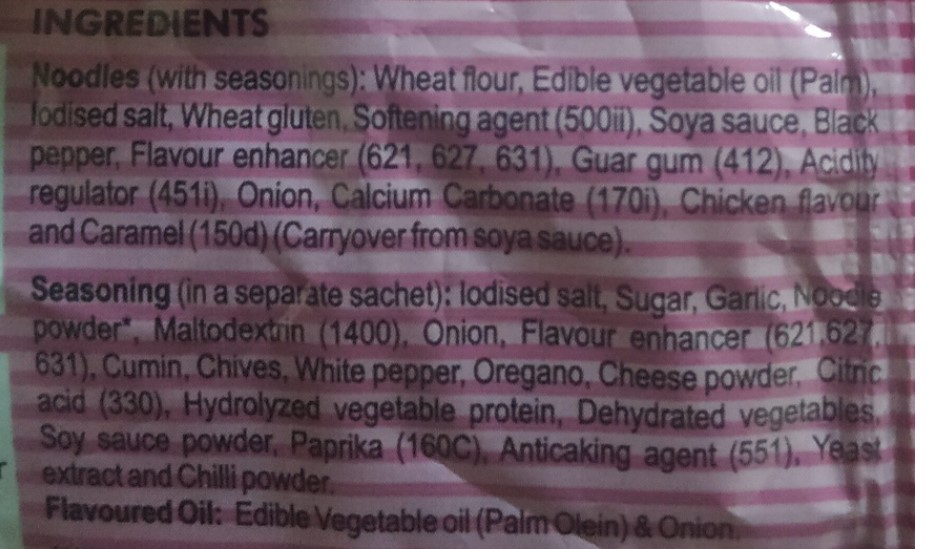 INGREDIENTS
Noodles (with seasonings): Wheat flour, Edible vegetable oil (Palm),
Iodised salt, Wheat gluten, Softening agent (500ii), Soya sauce, Black
pepper, Flavour enhancer (621, 627, 631), Guar gum (412), Acidity
regulator (451i), Onion, Calcium Carbonate (170i), Chicken flavour
and Caramel (150d) (Carryover from soya sauce).
Seasoning (in a separate sachet): Iodised salt, Sugar, Garlic, Noodle
powder*, Maltodextrin (1400), Onion, Flavour enhancer (621,627,
631), Cumin, Chives, White pepper, Oregano, Cheese powder, Citric
acid (330), Hydrolyzed vegetable protein, Dehydrated vegetables,
Soy sauce powder, Paprika (160C), Anticaking agent (551), Yeast
extract and Chilli powder.
Flavoured Oil: Edible Vegetable oil (Palm Olein) & Onion.